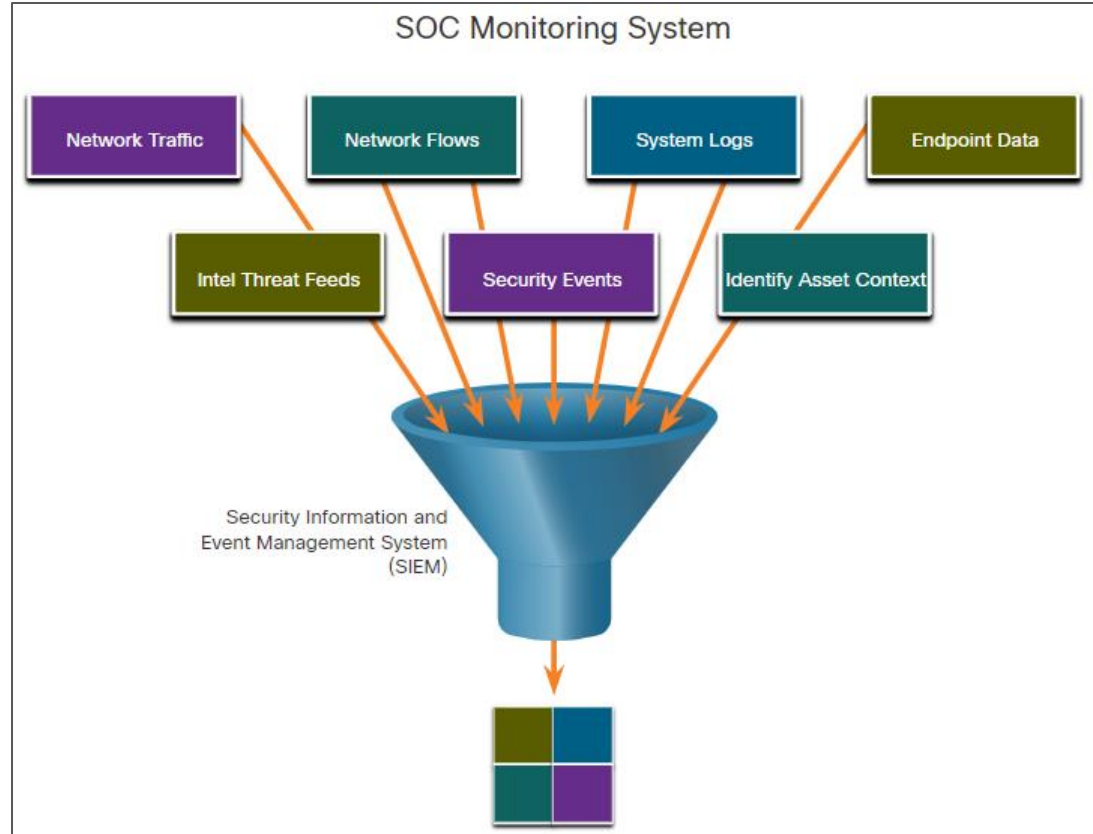 SOC Monitoring System
Network Traffic
Network Flows
System Logs
Endpoint Data
Intel Threat Feeds
Security Events
Identify Asset Context
Security Information and
Event Management System
(SIEM)